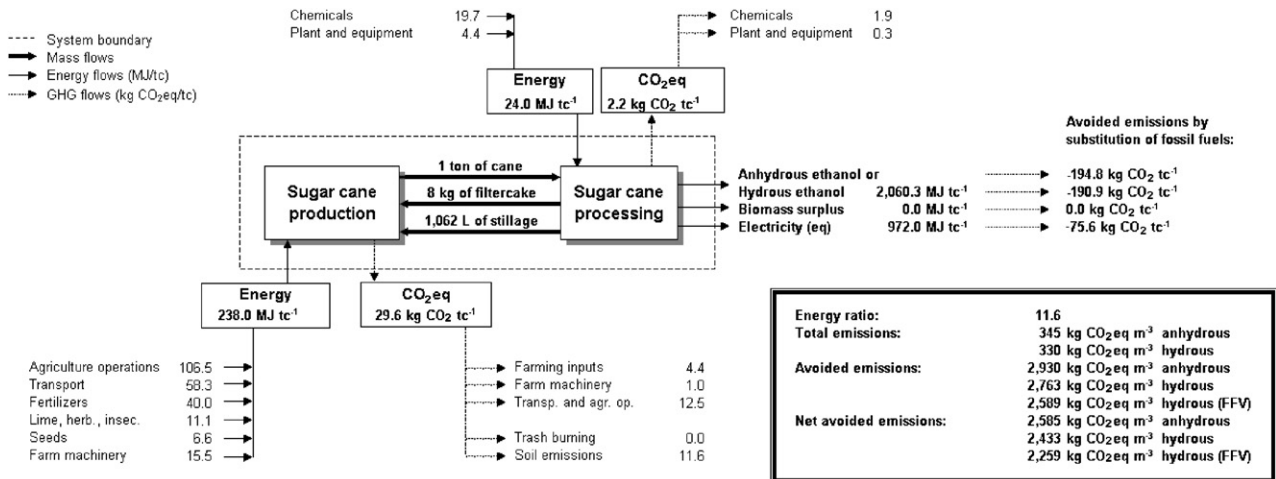 Chemicals 19.7
Plant and equipment 4.4
Chemicals 1.9
Plant and equipment 0.3
System boundary
Mass flows
Energy flows (MJ/tc)
GHG flows (kg CO₂eq/tc)
Energy
24.0 MJ tc⁻¹
CO₂eq
2.2 kg CO₂ tc⁻¹
Avoided emissions by
substitution of fossil fuels:
Sugar cane
production
1 ton of cane
8 kg of filtercake
1,062 L of stillage
Sugar cane
processing
Anhydrous ethanol or -194.8 kg CO₂ tc⁻¹
Hydrous ethanol 2,060.3 MJ tc⁻¹ -190.9 kg CO₂ tc⁻¹
Biomass surplus 0.0 MJ tc⁻¹ 0.0 kg CO₂ tc⁻¹
Electricity (eq) 972.0 MJ tc⁻¹ -75.6 kg CO₂ tc⁻¹
Energy
238.0 MJ tc⁻¹
CO₂eq
29.6 kg CO₂ tc⁻¹
Agriculture operations 106.5
Transport 58.3
Fertilizers 40.0
Lime, herb., insec. 11.1
Seeds 6.6
Farm machinery 15.5
Farming inputs 4.4
Farm machinery 1.0
Transp. and agr. op. 12.5
Trash burning 0.0
Soil emissions 11.6
Energy ratio: 11.6
Total emissions: 345 kg CO₂eq m⁻³ anhydrous
330 kg CO₂eq m⁻³ hydrous
Avoided emissions: 2,930 kg CO₂eq m⁻³ anhydrous
2,763 kg CO₂eq m⁻³ hydrous
2,589 kg CO₂eq m⁻³ hydrous (FFV)
Net avoided emissions: 2,585 kg CO₂eq m⁻³ anhydrous
2,433 kg CO₂eq m⁻³ hydrous
2,259 kg CO₂eq m⁻³ hydrous (FFV)